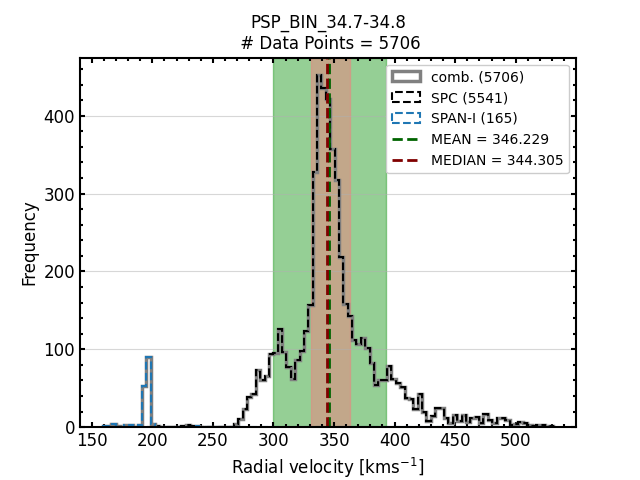 PSP_BIN_34.7-34.8
# Data Points = 5706
comb. (5706)
SPC (5541)
SPAN-I (165)
MEAN = 346.229
MEDIAN = 344.305
400
300
200
100
0
Frequency
150 200 250 300 350 400 450 500
Radial velocity [kms⁻¹]